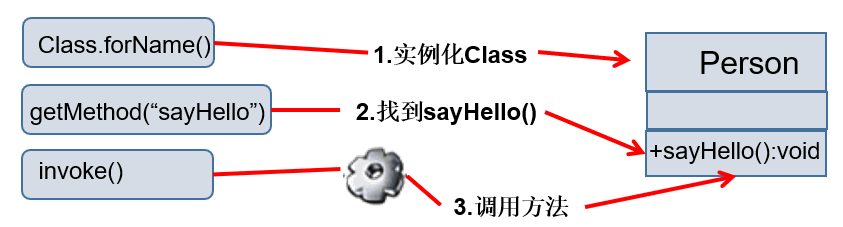 Class.forName()
1.实例化Class
Person
getMethod(“sayHello”)
2.找到sayHello()
+sayHello():void
invoke()
3.调用方法